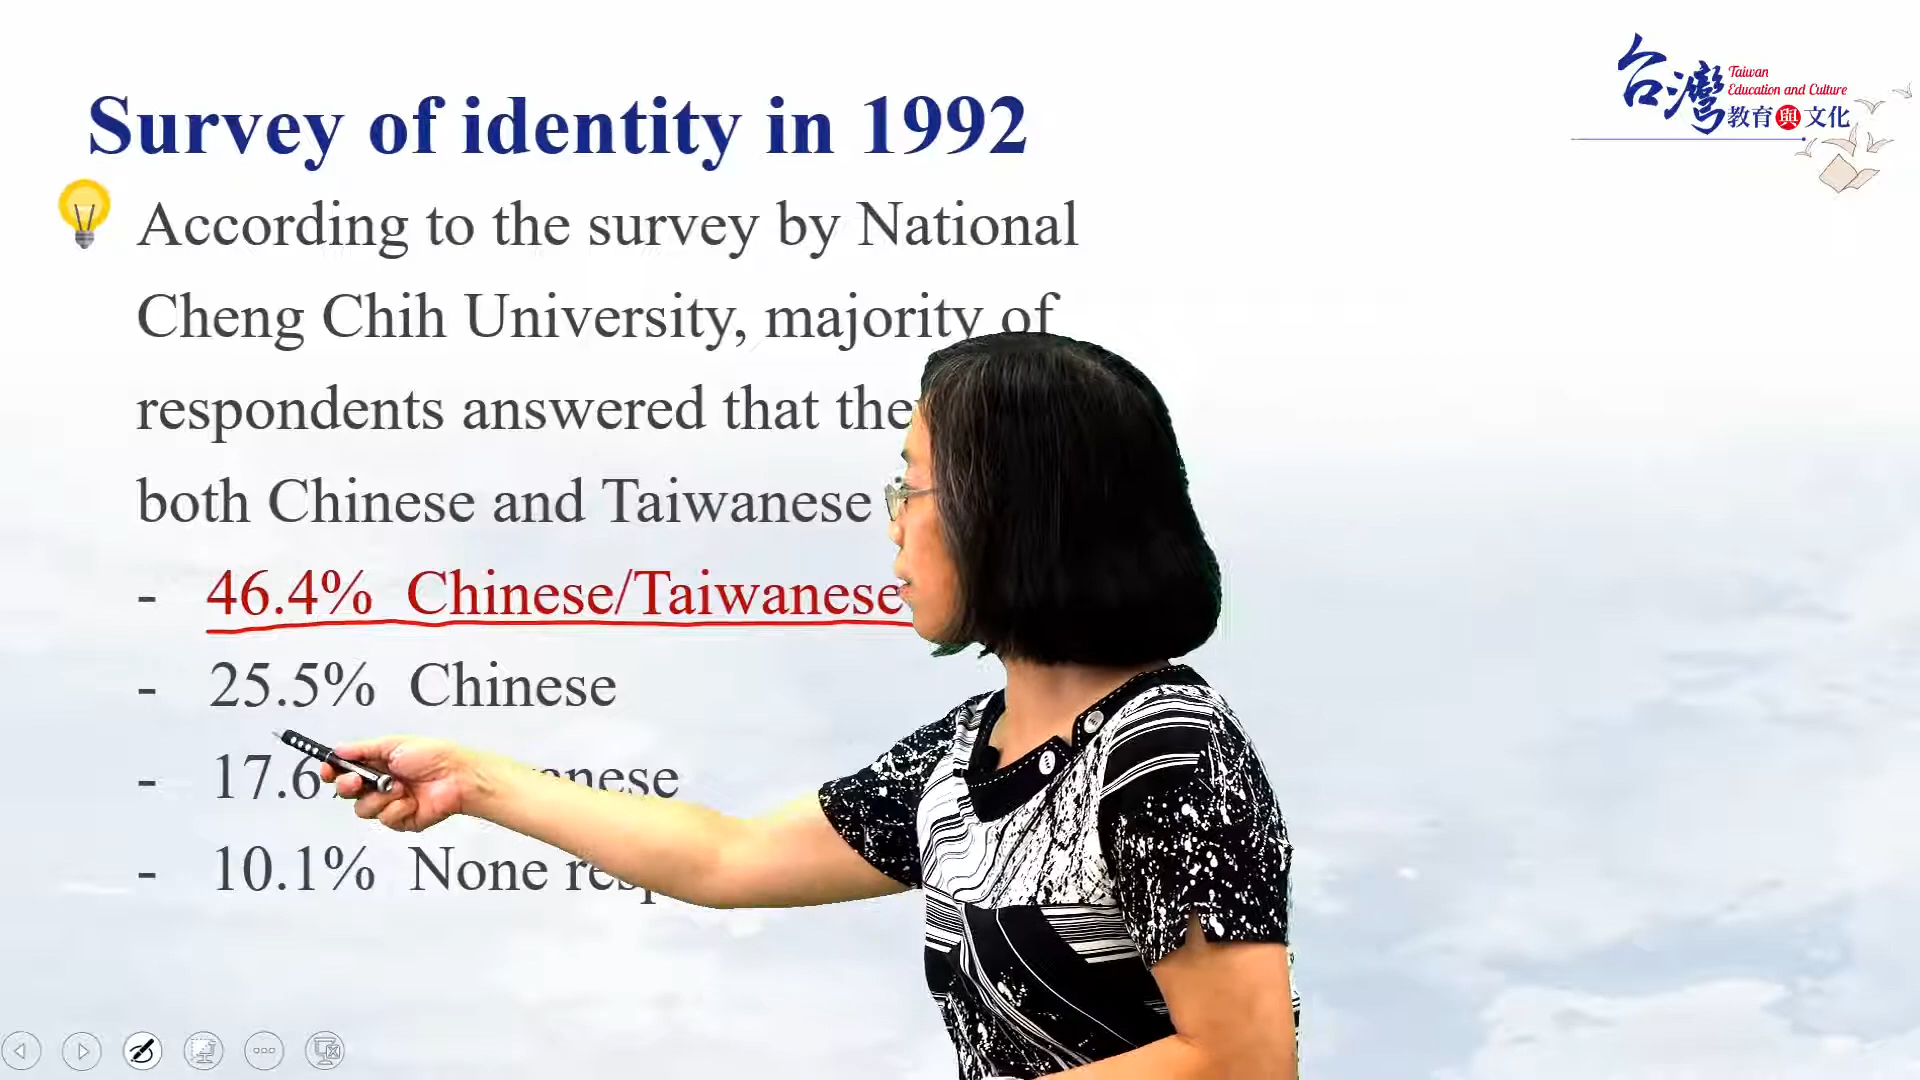 Survey of identity in 1992
台灣
Taiwan
Education and Culture
教育與文化
According to the survey by National
Cheng Chih University, majority of
respondents answered that
both Chinese and Taiwanese
- 46.4% Chinese/Taiwanese
- 25.5% Chinese
- 17.6
- 10.1% None